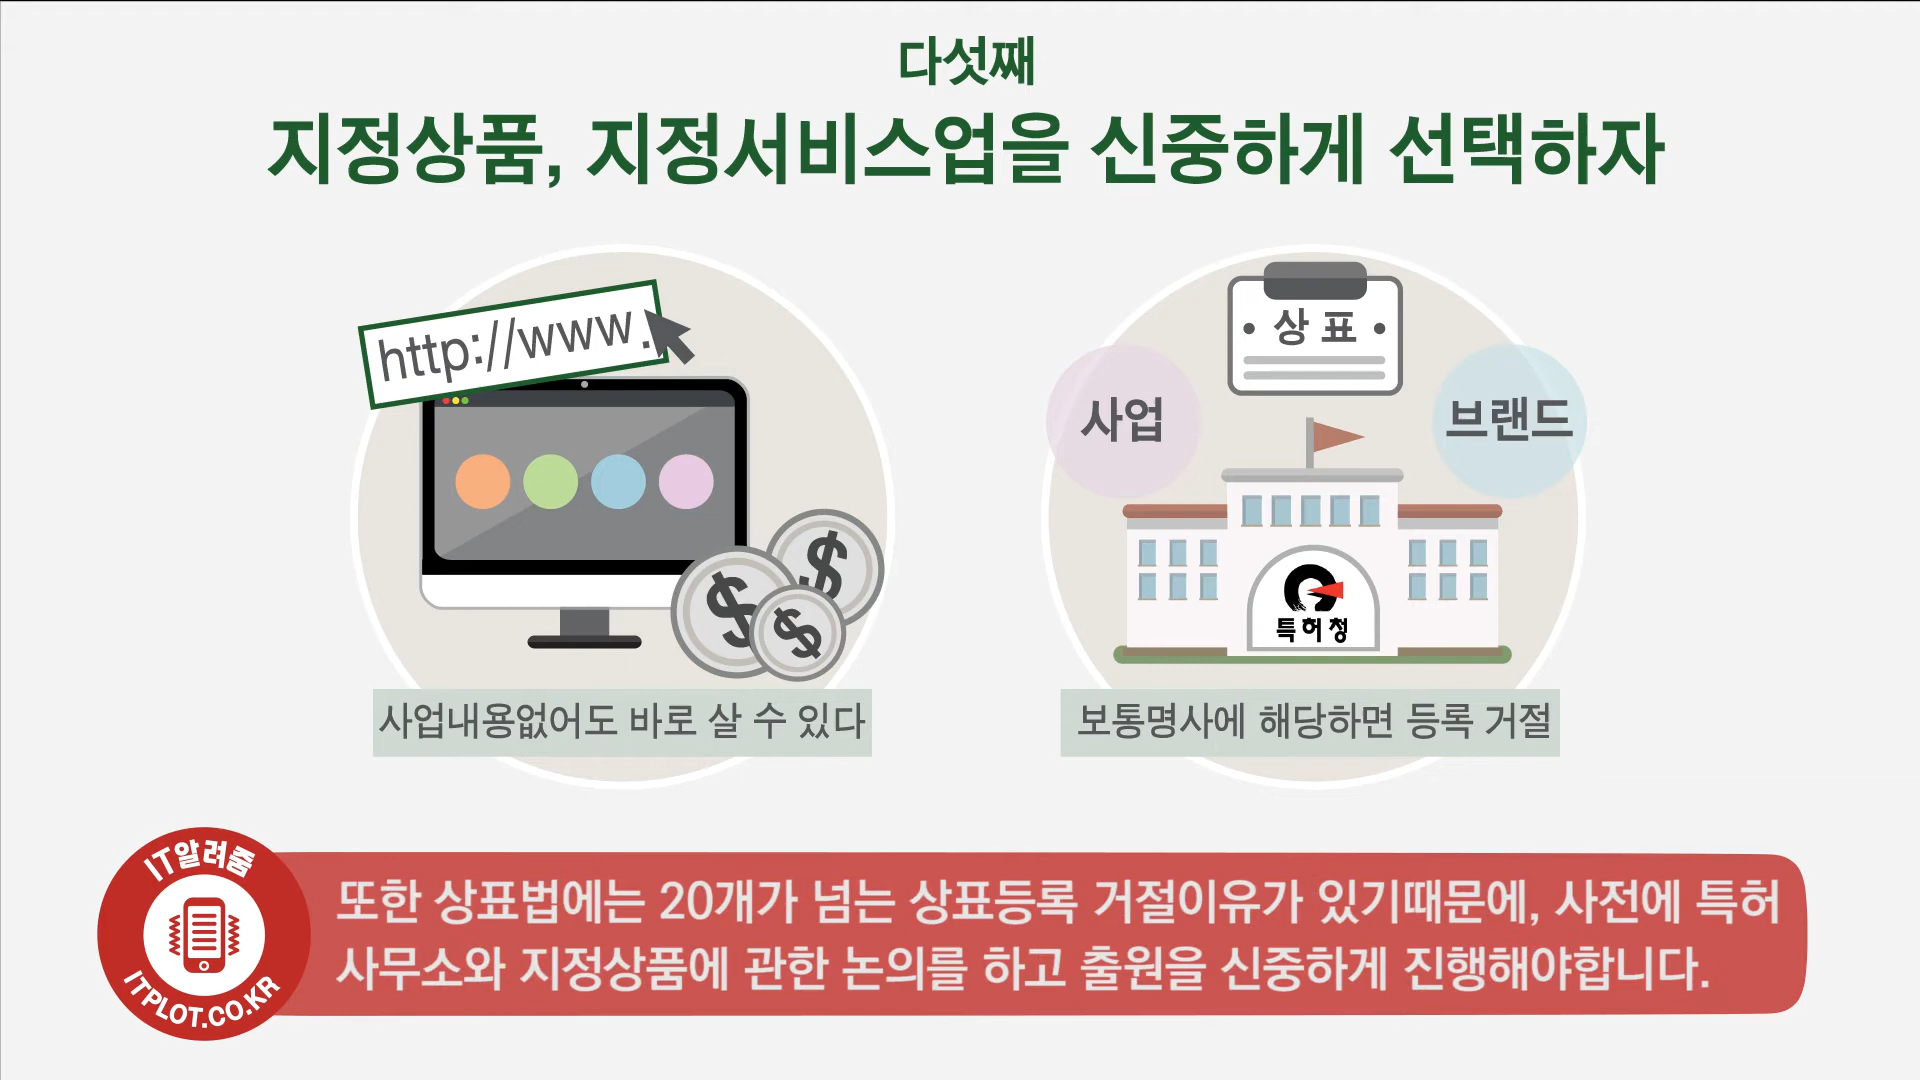 다섯째
지정상품, 지정서비스업을 신중하게 선택하자
http://www.
상 표
사업
브랜드
$
$
$
특허청
사업내용없어도 바로 살 수 있다
보통명사에 해당하면 등록 거절
IT알려줌
ITPLOT.CO.KR
또한 상표법에는 20개가 넘는 상표등록 거절이유가 있기때문에, 사전에 특허
사무소와 지정상품에 관한 논의를 하고 출원을 신중하게 진행해야합니다.